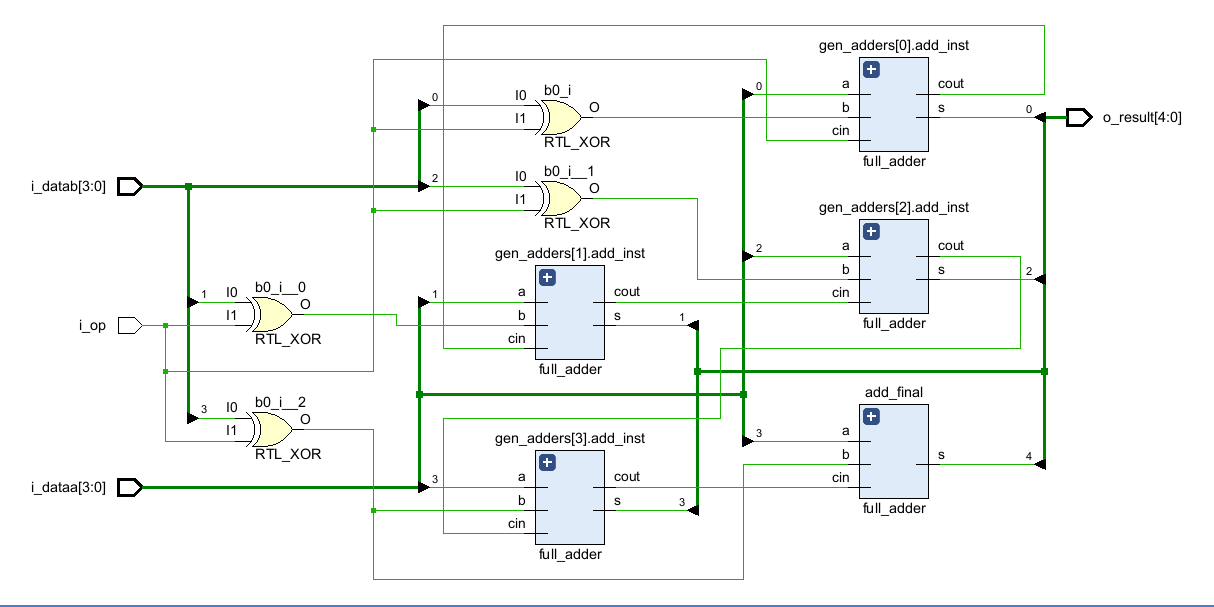 gen_adders[0].add_inst
a
b
cin
cout
s
full_adder
0
0
o_result[4:0]
0
I0
I1
b0_i
O
RTL_XOR
2
I0
I1
b0_i__1
O
RTL_XOR
i_datab[3:0]
gen_adders[2].add_inst
2
a
b
cin
cout
s
full_adder
2
gen_adders[1].add_inst
1
a
b
cin
cout
s
full_adder
1
1
I0
I1
b0_i__0
O
RTL_XOR
i_op
3
I0
I1
b0_i__2
O
RTL_XOR
add_final
3
a
b
cin
s
full_adder
4
gen_adders[3].add_inst
3
a
b
cin
cout
s
full_adder
3
i_dataa[3:0]